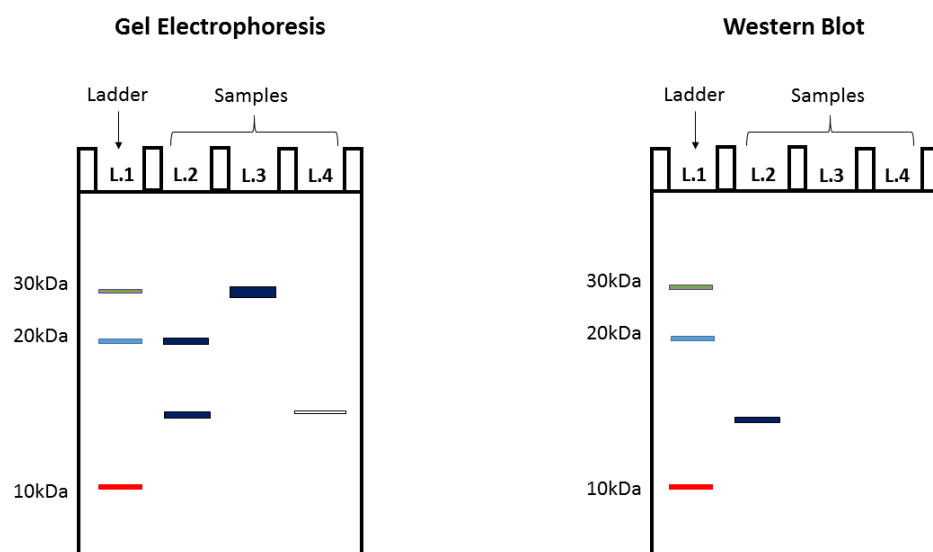 Gel Electrophoresis
Ladder Samples
L.1 L.2 L.3 L.4
30kDa
20kDa
10kDa
Western Blot
Ladder Samples
L.1 L.2 L.3 L.4
30kDa
20kDa
10kDa